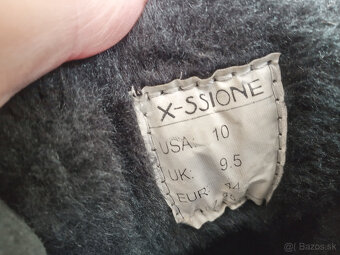 X-SSIONE
USA: 10
UK: 9.5
EUR:
© | Bazos.sk